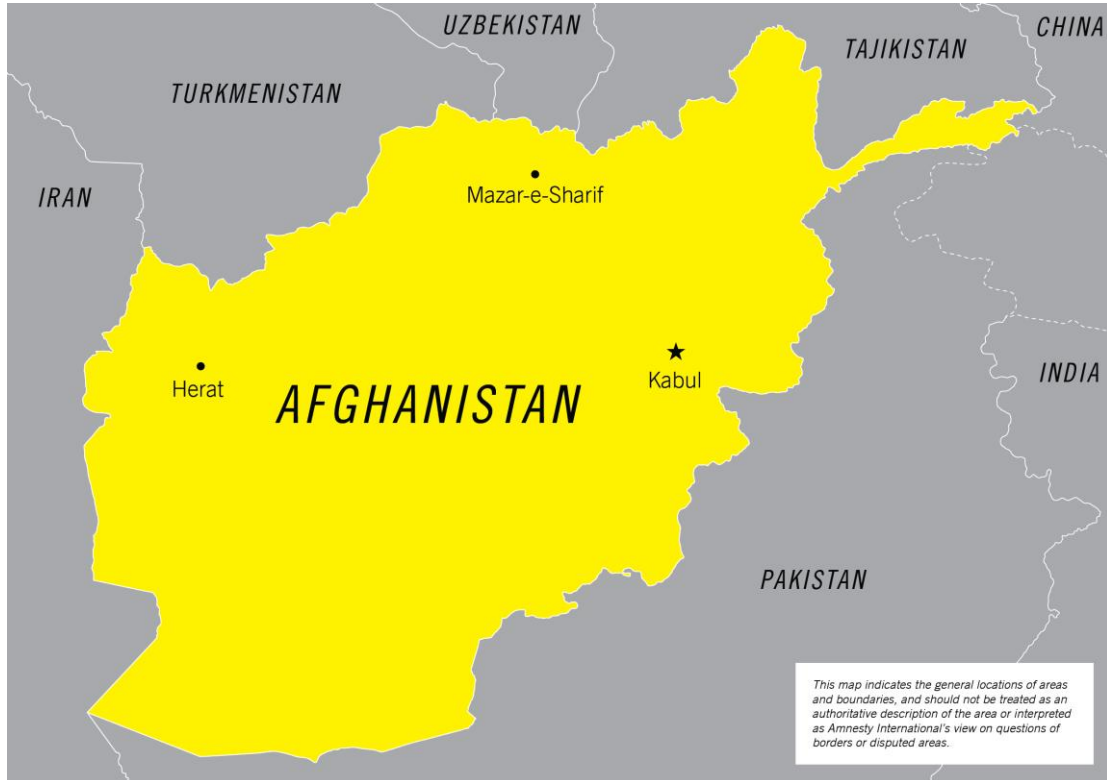 UZBEKISTAN
CHINA
TAJIKISTAN
TURKMENISTAN
IRAN
Mazar-e-Sharif
Herat
AFGHANISTAN
Kabul
INDIA
PAKISTAN
This map indicates the general locations of areas
and boundaries, and should not be treated as an
authoritative description of the area or interpreted
as Amnesty International's view on questions of
borders or disputed areas.